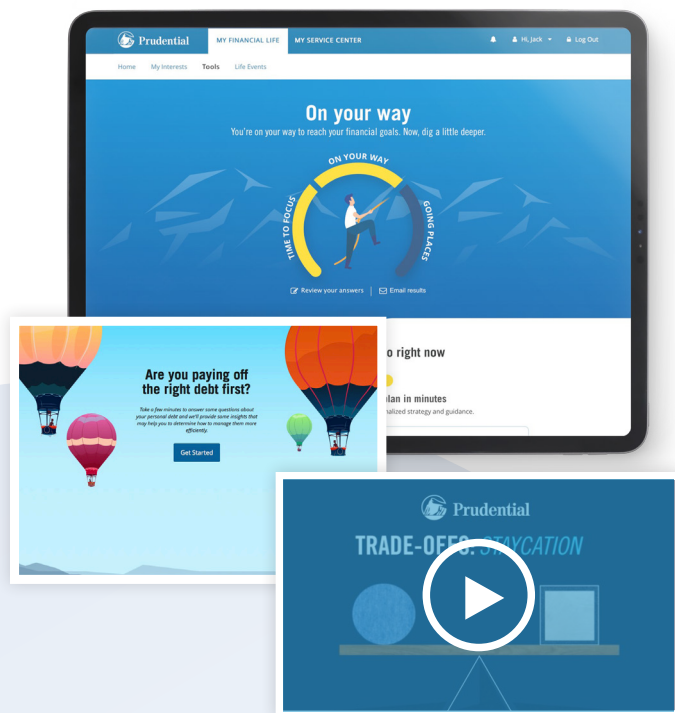 Prudential
MY FINANCIAL LIFE
MY SERVICE CENTER
Hi, Jack
Log Out
Home
My Interests
Tools
Life Events
On your way
You're on your way to reach your financial goals. Now, dig a little deeper.
TIME TO FOCUS
ON YOUR WAY
GOING PLACES
Review your answers
Email results
o right now
lan in minutes
nalized strategy and guidance.
Are you paying off
the right debt first?
Take a few minutes to answer some questions about
your personal debt and we'll provide some insights that
may help you to determine how to manage them more
efficiently.
Get Started
Prudential
TRADE-OFFS: STAYCATION